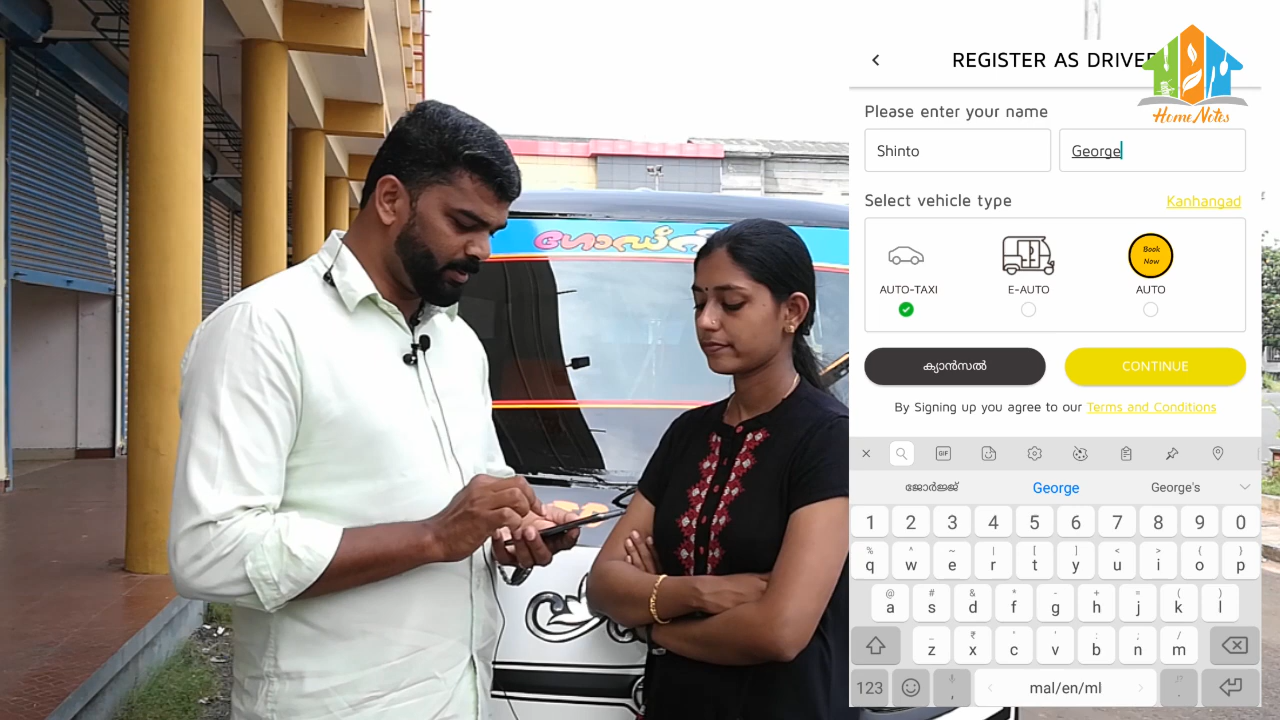 REGISTER AS DRIVE
HomeNotes
Please enter your name
Shinto
George
Select vehicle type
Kanhangad
Book Now
AUTO-TAXI
E-AUTO
AUTO
ക്യാൻസൽ
CONTINUE
By Signing up you agree to our Terms and Conditions
GIF
ജോർജ്ജ്
George
George's
1 2 3 4 5 6 7 8 9 0
% ^ ~ | [ ] < > { }
q w e r t y u i o p
@ # & * - + = ( )
a s d f g h j k l
_ ₹ " ' : ; /
z x c v b n m
123
,
mal/en/ml
.